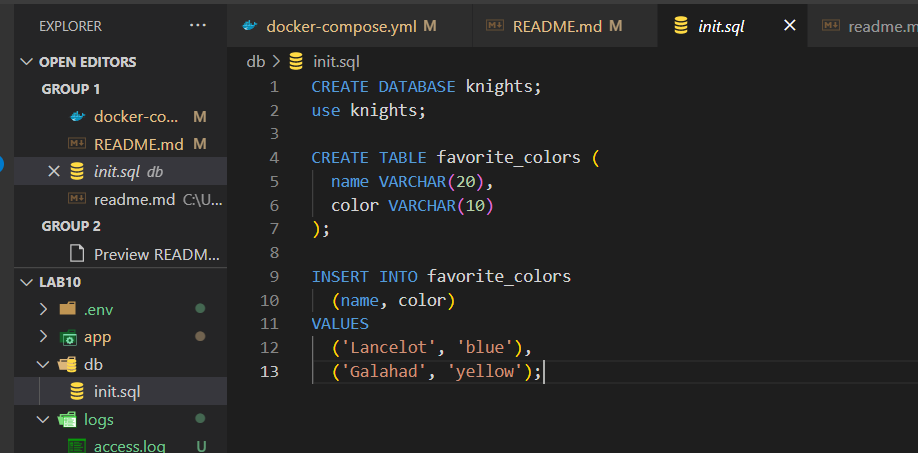 EXPLORER ...
OPEN EDITORS
GROUP 1
docker-co... M
README.md M
init.sql db
readme.md C:\U...
GROUP 2
Preview READM...
LAB10
.env
app
db
init.sql
logs
access.log U
docker-compose.yml M
README.md M
init.sql
readme.m
db > init.sql
1 CREATE DATABASE knights;
2 use knights;
3
4 CREATE TABLE favorite_colors (
5 name VARCHAR(20),
6 color VARCHAR(10)
7 );
8
9 INSERT INTO favorite_colors
10 (name, color)
11 VALUES
12 ('Lancelot', 'blue'),
13 ('Galahad', 'yellow');